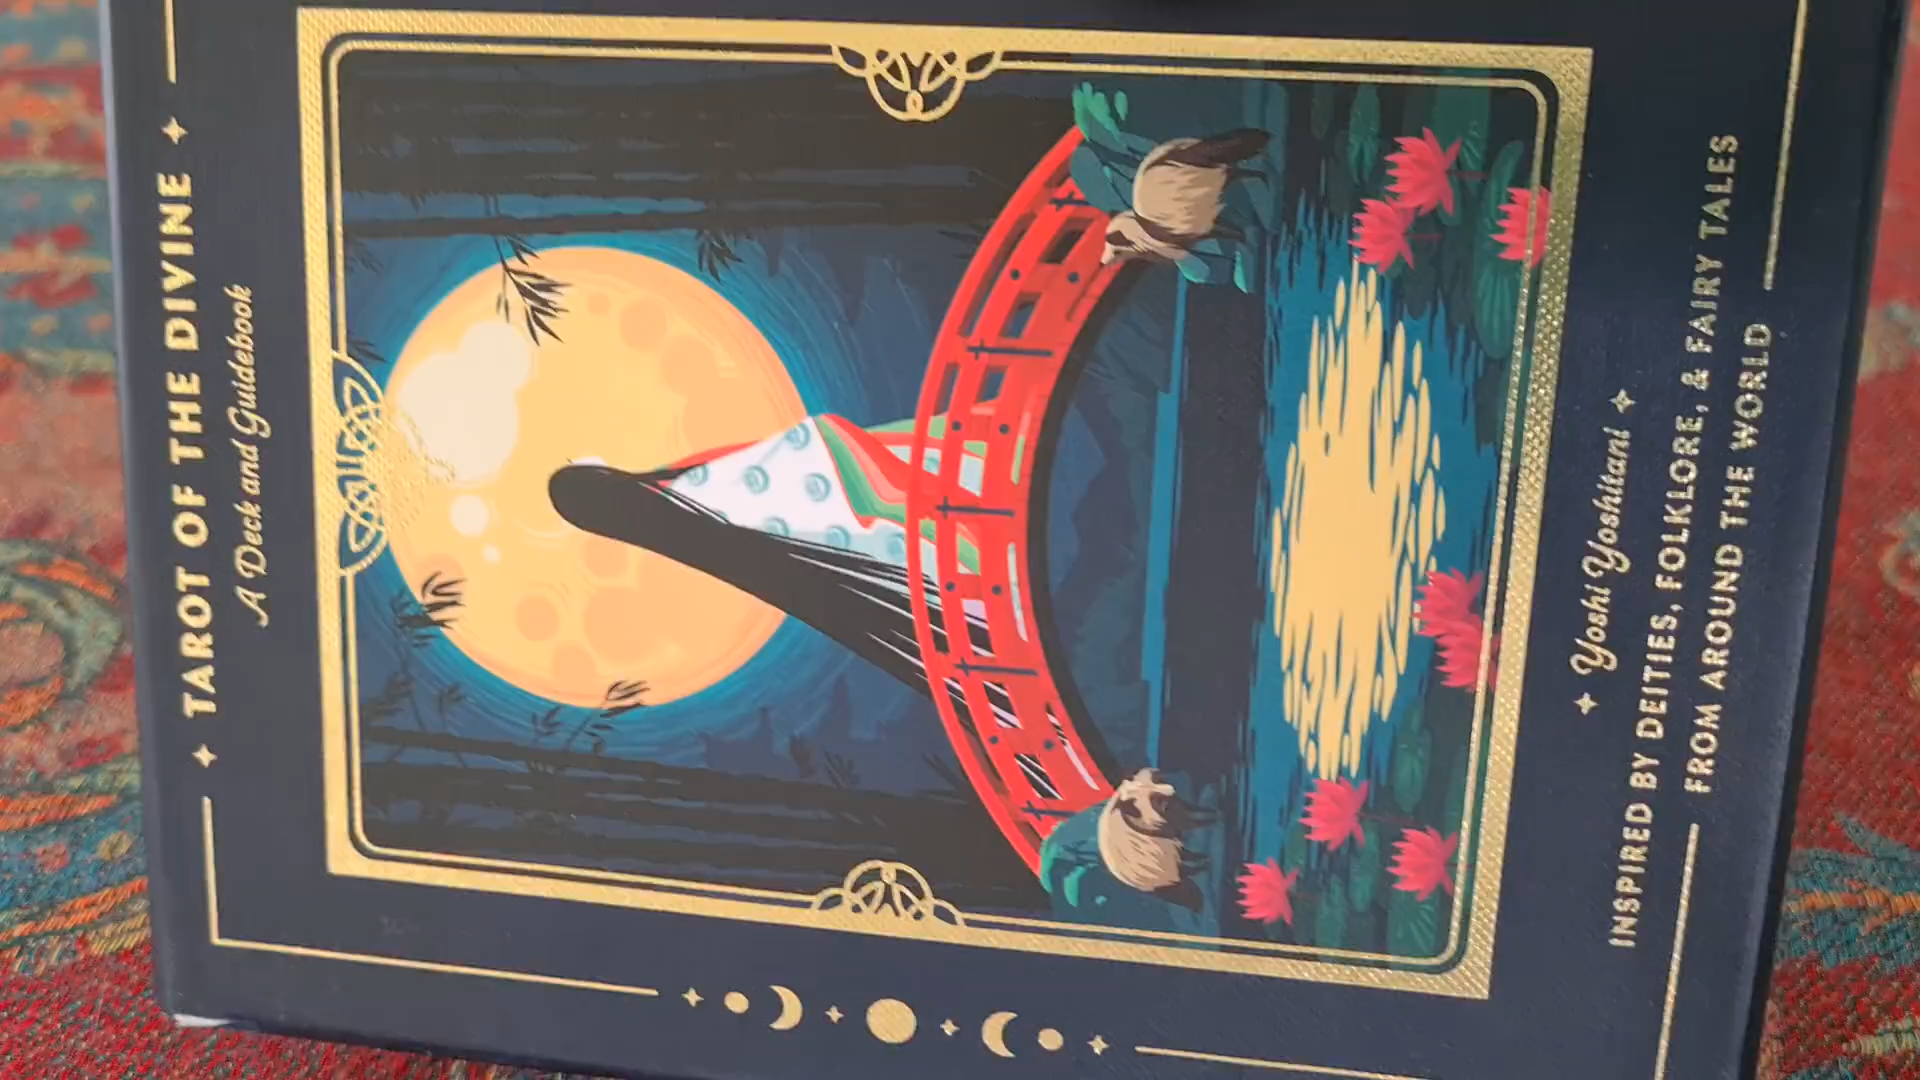 TAROT OF THE DIVINE
A Deck and Guidebook
Yoshi Yoshitani
INSPIRED BY DEITIES, FOLKLORE, & FAIRY TALES
FROM AROUND THE WORLD